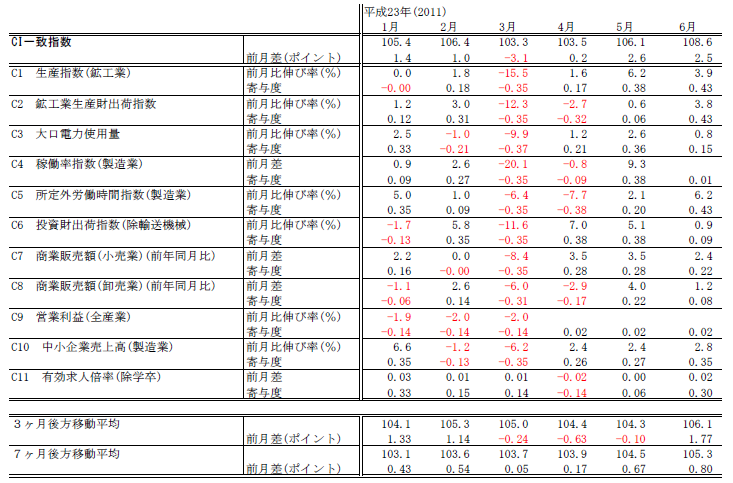 平成23年(2011)
1月 2月 3月 4月 5月 6月
CI一致指数 105.4 106.4 103.3 103.5 106.1 108.6
前月差(ポイント) 1.4 1.0 -3.1 0.2 2.6 2.5
C1 生産指数(鉱工業) 前月比伸び率(%) 0.0 1.8 -15.5 1.6 6.2 3.9
寄与度 -0.00 0.18 -0.35 0.17 0.38 0.43
C2 鉱工業生産財出荷指数 前月比伸び率(%) 1.2 3.0 -12.3 -2.7 0.6 3.8
寄与度 0.12 0.31 -0.35 -0.32 0.06 0.43
C3 大口電力使用量 前月比伸び率(%) 2.5 -1.0 -9.9 1.2 2.6 0.8
寄与度 0.33 -0.21 -0.37 0.21 0.36 0.15
C4 稼働率指数(製造業) 前月差 0.9 2.6 -20.1 -0.8 9.3
寄与度 0.09 0.27 -0.35 -0.09 0.38 0.01
C5 所定外労働時間指数(製造業) 前月比伸び率(%) 5.0 1.0 -6.4 -7.7 2.1 6.2
寄与度 0.35 0.09 -0.35 -0.38 0.20 0.43
C6 投資財出荷指数(除輸送機械) 前月比伸び率(%) -1.7 5.8 -11.6 7.0 5.1 0.9
寄与度 -0.13 0.35 -0.35 0.38 0.38 0.09
C7 商業販売額(小売業)(前年同月比) 前月差 2.2 0.0 -8.4 3.5 3.5 2.4
寄与度 0.16 -0.00 -0.35 0.28 0.28 0.22
C8 商業販売額(卸売業)(前年同月比) 前月差 -1.1 2.6 -6.0 -2.9 4.0 1.2
寄与度 -0.06 0.14 -0.31 -0.17 0.22 0.08
C9 営業利益(全産業) 前月比伸び率(%) -1.9 -2.0 -2.0
寄与度 -0.14 -0.14 -0.14 0.02 0.02 0.02
C10 中小企業売上高(製造業) 前月比伸び率(%) 6.6 -1.2 -6.2 2.4 2.4 2.8
寄与度 0.35 -0.13 -0.35 0.26 0.27 0.35
C11 有効求人倍率(除学卒) 前月差 0.03 0.01 0.01 -0.02 0.00 0.02
寄与度 0.33 0.15 0.14 -0.14 0.06 0.30
3ヶ月後方移動平均 104.1 105.3 105.0 104.4 104.3 106.1
前月差(ポイント) 1.33 1.14 -0.24 -0.63 -0.10 1.77
7ヶ月後方移動平均 103.1 103.6 103.7 103.9 104.5 105.3
前月差(ポイント) 0.43 0.54 0.05 0.17 0.67 0.80